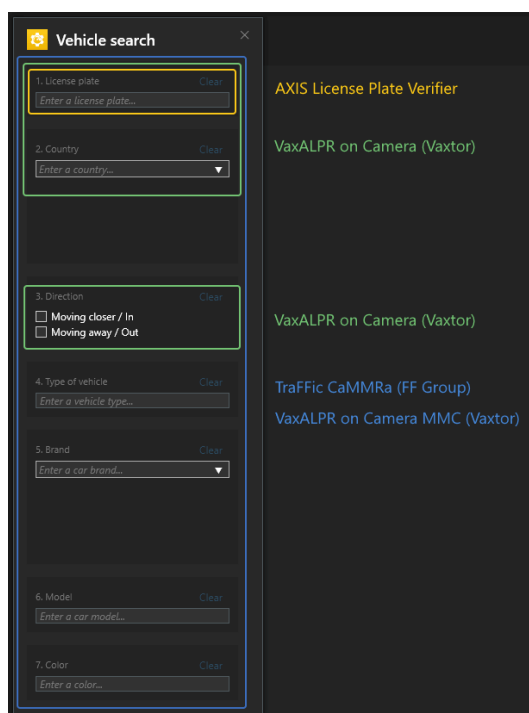 Vehicle search
1. License plate Clear
Enter a license plate...
AXIS License Plate Verifier
2. Country Clear
VaxALPR on Camera (Vaxtor)
Enter a country...
3. Direction Clear
Moving closer / In
VaxALPR on Camera (Vaxtor)
Moving away / Out
4. Type of vehicle Clear
TraFFic CaMMRa (FF Group)
Enter a vehicle type...
VaxALPR on Camera MMC (Vaxtor)
5. Brand Clear
Enter a car brand...
6. Model Clear
Enter a car model...
7. Color Clear
Enter a color...